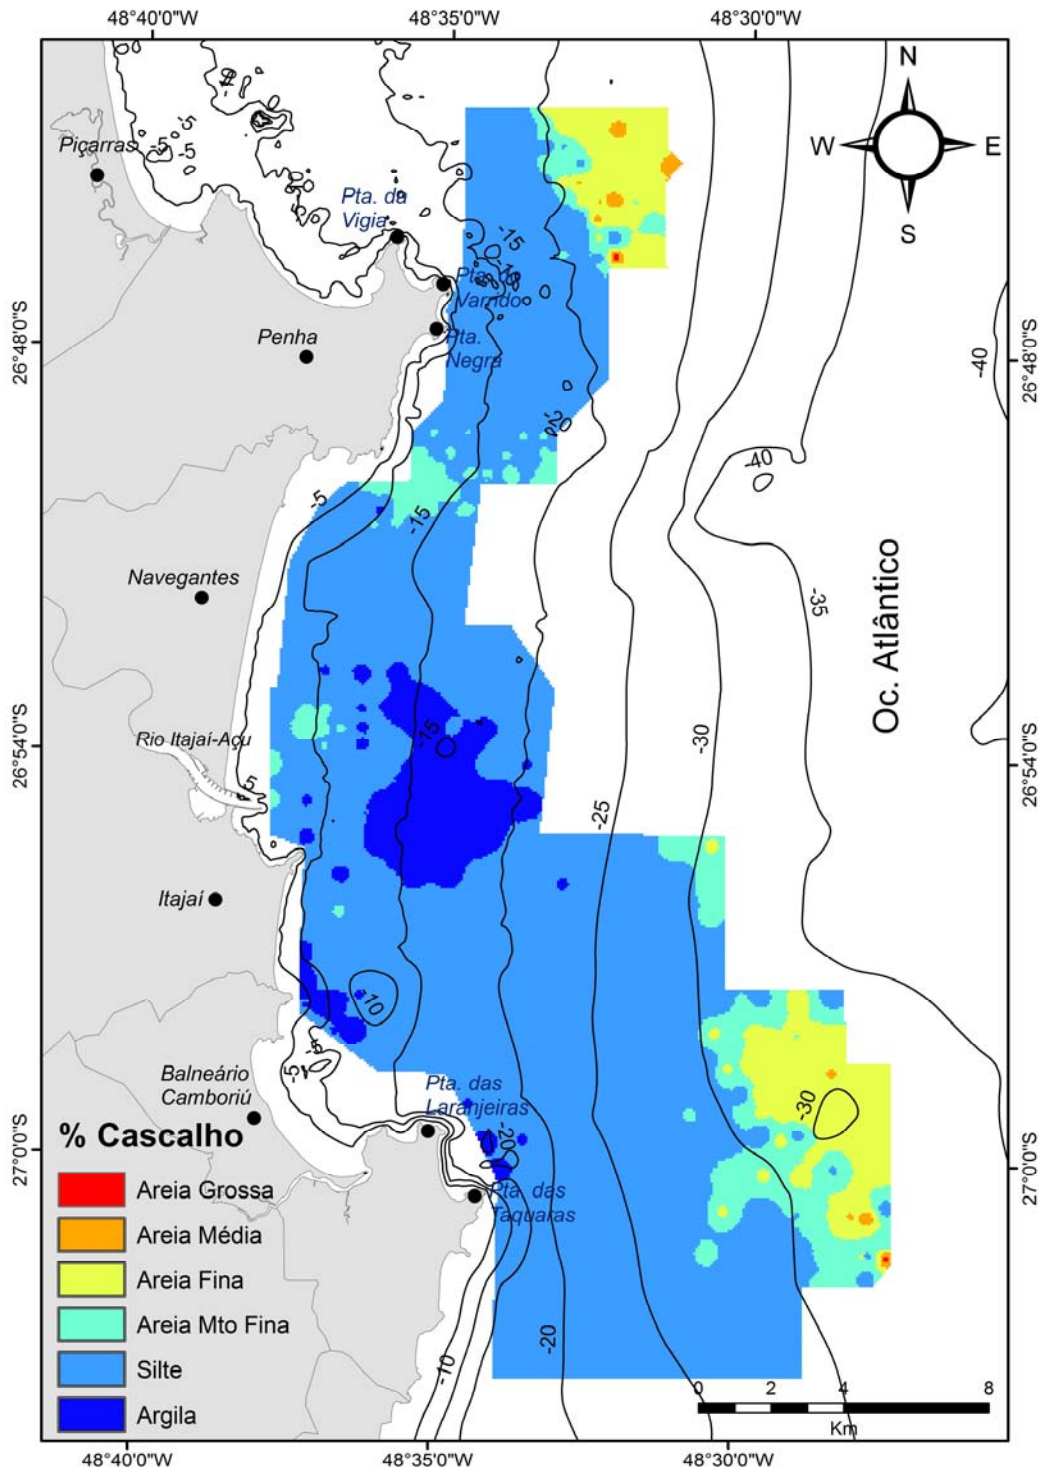 48°40'0"W
48°35'0"W
48°30'0"W
N
W
E
S
-5
-5
-5
-5
Piçarras
Pta. da
Vigia
-15
Pta. do
Varrido
Pta.
Negra
Penha
26°48'0"S
26°48'0"S
-40
-20
-40
-5
-15
Navegantes
-35
Oc. Atlântico
-15
-30
Rio Itajaí-Açu
26°54'0"S
26°54'0"S
-5
-25
Itajaí
-10
-5
-5
Balneário
Camboriú
Pta. das
Laranjeiras
-30
-20
27°0'0"S
27°0'0"S
Pta. das
Taquaras
% Cascalho
Areia Grossa
Areia Média
Areia Fina
Areia Mto Fina
Silte
Argila
-10
-20
0 2 4 8
Km
48°40'0"W
48°35'0"W
48°30'0"W